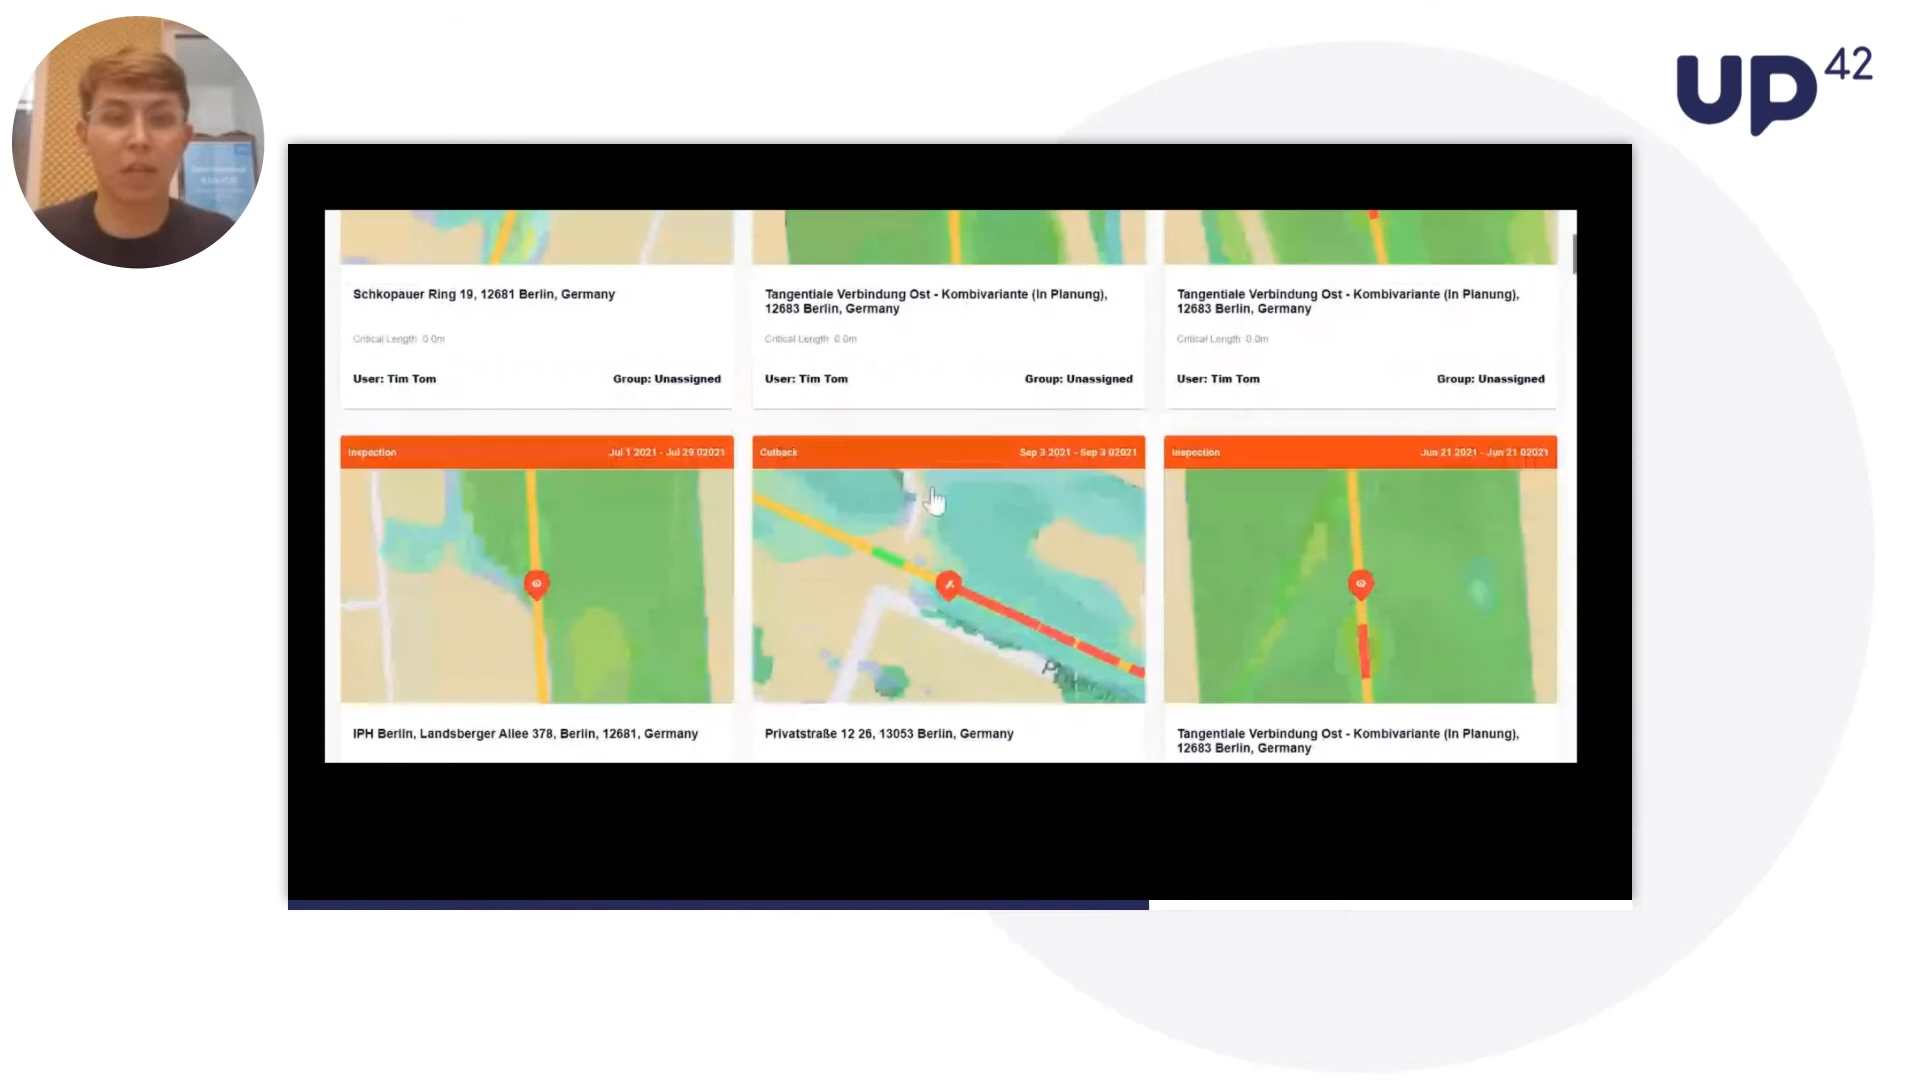 UP42
Schkopauer Ring 19, 12681 Berlin, Germany
Critical Length 0.0m
User: Tim Tom
Group: Unassigned
Tangentiale Verbindung Ost - Kombivariante (In Planung),
12683 Berlin, Germany
Critical Length 0.0m
User: Tim Tom
Group: Unassigned
Tangentiale Verbindung Ost - Kombivariante (In Planung),
12683 Berlin, Germany
Critical Length 0.0m
User: Tim Tom
Group: Unassigned
Inspection
Jul 1 2021 - Jul 29 02021
IPH Berlin, Landsberger Allee 378, Berlin, 12681, Germany
Cutback
Sep 3 2021 - Sep 3 02021
Privatstraße 12 26, 13053 Berlin, Germany
Inspection
Jun 21 2021 - Jun 21 02021
Tangentiale Verbindung Ost - Kombivariante (In Planung),
12683 Berlin, Germany